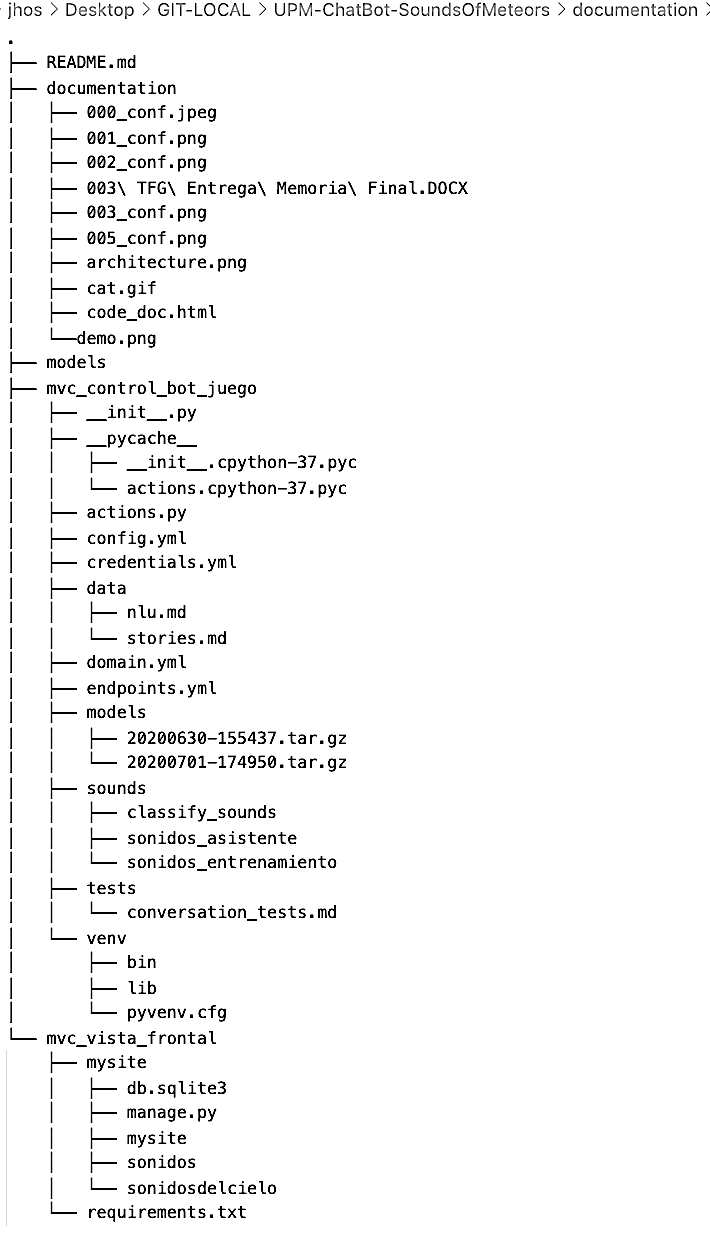 jhos > Desktop > GIT-LOCAL > UPM-ChatBot-SoundsOfMeteors > documentation >
.
├── README.md
├── documentation
│   ├── 000_conf.jpeg
│   ├── 001_conf.png
│   ├── 002_conf.png
│   ├── 003\ TFG\ Entrega\ Memoria\ Final.DOCX
│   ├── 003_conf.png
│   ├── 005_conf.png
│   ├── architecture.png
│   ├── cat.gif
│   ├── code_doc.html
│   └──demo.png
├── models
├── mvc_control_bot_juego
│   ├── __init__.py
│   ├── __pycache__
│   │   ├── __init__.cpython-37.pyc
│   │   └── actions.cpython-37.pyc
│   ├── actions.py
│   ├── config.yml
│   ├── credentials.yml
│   ├── data
│   │   ├── nlu.md
│   │   └── stories.md
│   ├── domain.yml
│   ├── endpoints.yml
│   ├── models
│   │   ├── 20200630-155437.tar.gz
│   │   └── 20200701-174950.tar.gz
│   ├── sounds
│   │   ├── classify_sounds
│   │   ├── sonidos_asistente
│   │   └── sonidos_entrenamiento
│   ├── tests
│   │   └── conversation_tests.md
│   └── venv
│       ├── bin
│       ├── lib
│       └── pyvenv.cfg
└── mvc_vista_frontal
    ├── mysite
    │   ├── db.sqlite3
    │   ├── manage.py
    │   ├── mysite
    │   ├── sonidos
    │   └── sonidosdelcielo
    └── requirements.txt